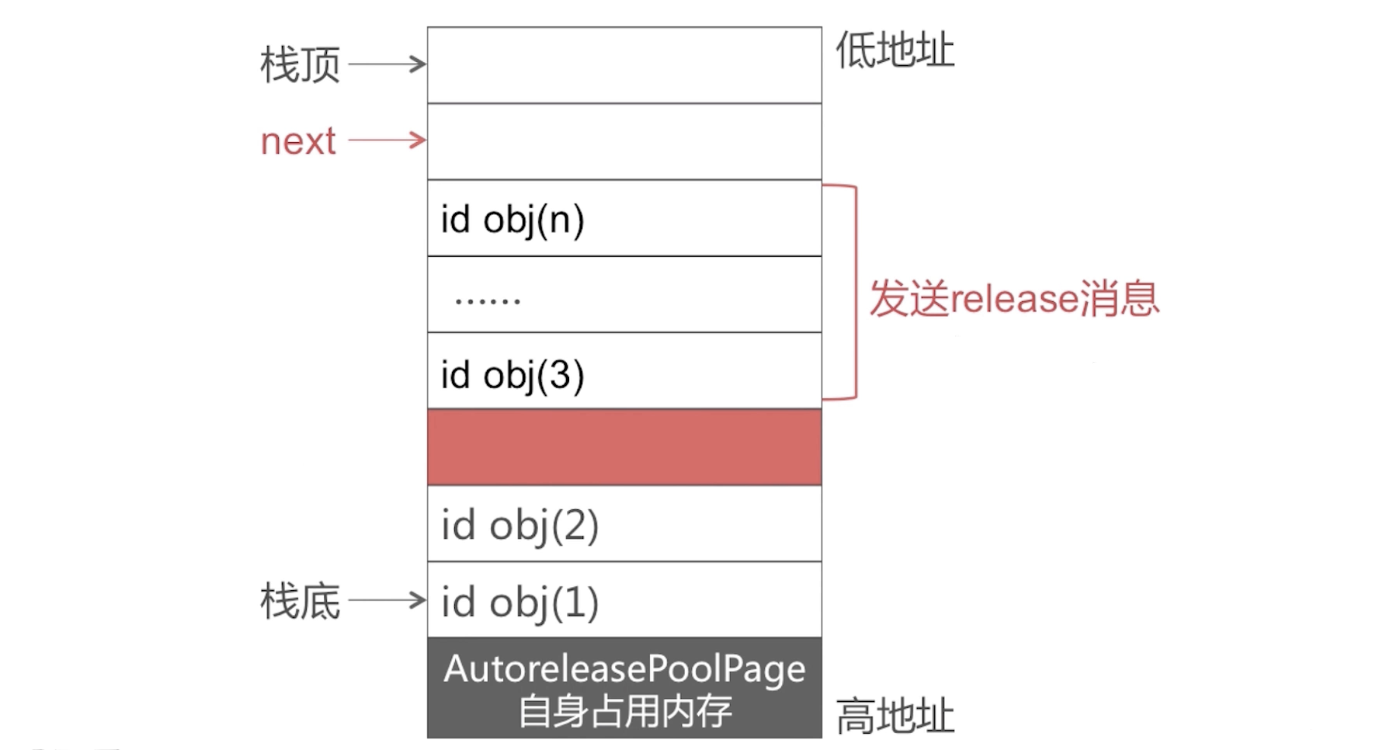 栈顶
低地址
next
id obj(n)
……
发送release消息
id obj(3)
id obj(2)
栈底
id obj(1)
AutoreleasePoolPage
自身占用内存
高地址